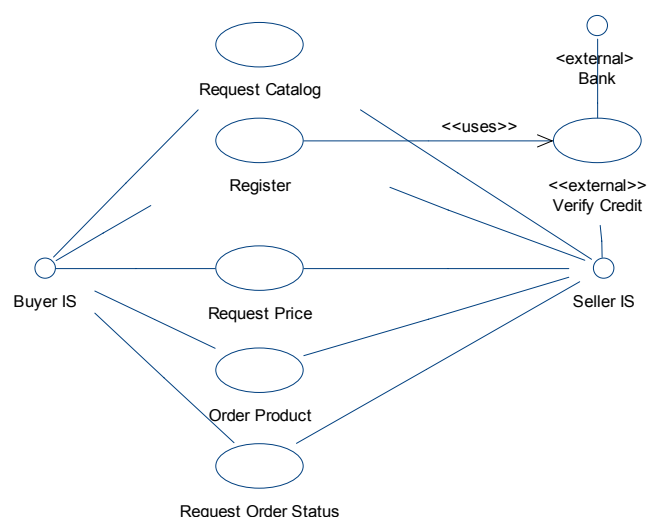 <external>
Bank
Request Catalog
<<uses>>
Register
<<external>>
Verify Credit
Buyer IS
Request Price
Seller IS
Order Product
Request Order Status